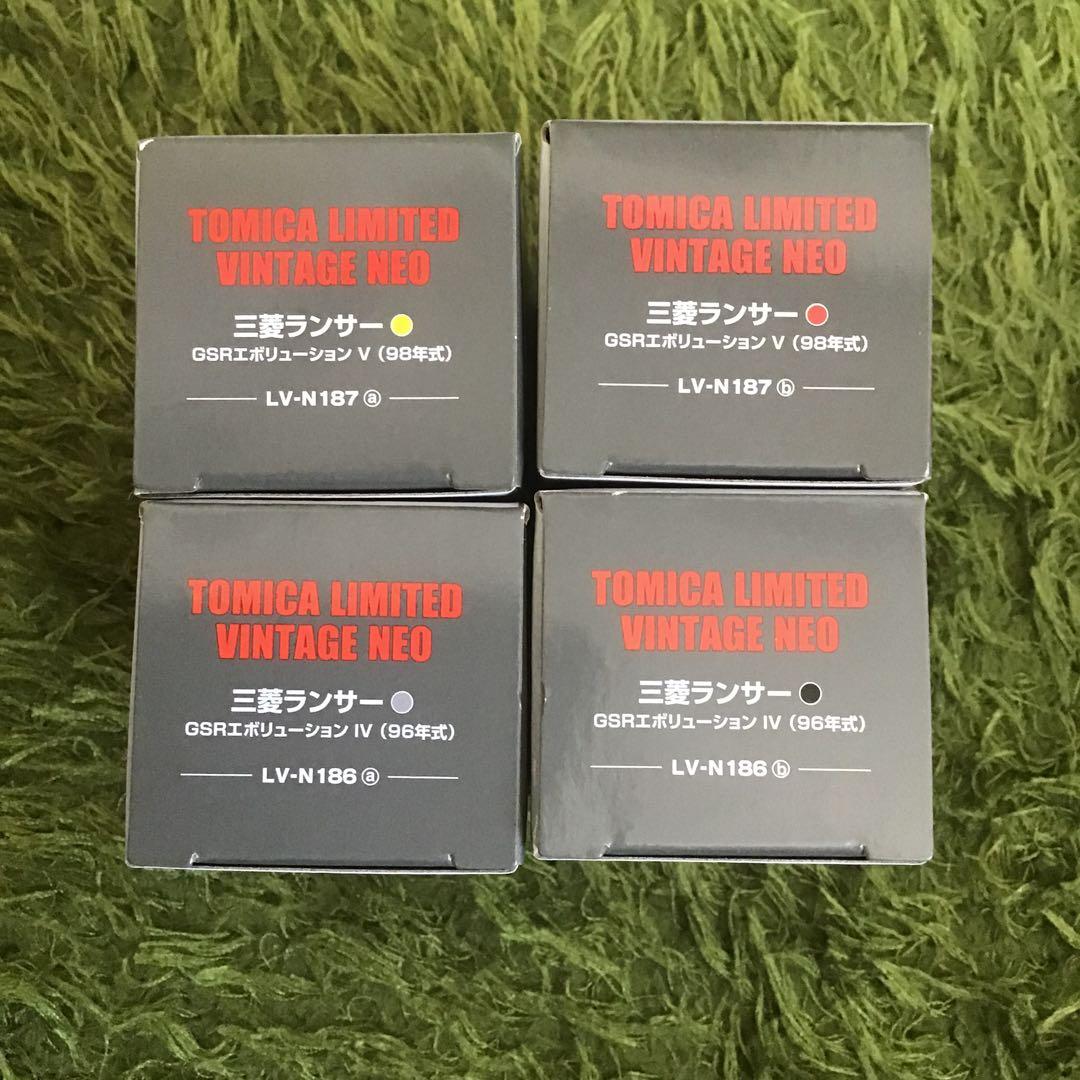 TOMICA LIMITED
VINTAGE NEO
三菱ランサー
GSRエボリューション V（98年式）
LV-N187 ⓐ
TOMICA LIMITED
VINTAGE NEO
三菱ランサー
GSRエボリューション V（98年式）
LV-N187 ⓑ
TOMICA LIMITED
VINTAGE NEO
三菱ランサー
GSRエボリューション IV（96年式）
LV-N186 ⓐ
TOMICA LIMITED
VINTAGE NEO
三菱ランサー
GSRエボリューション IV（96年式）
LV-N186 ⓑ